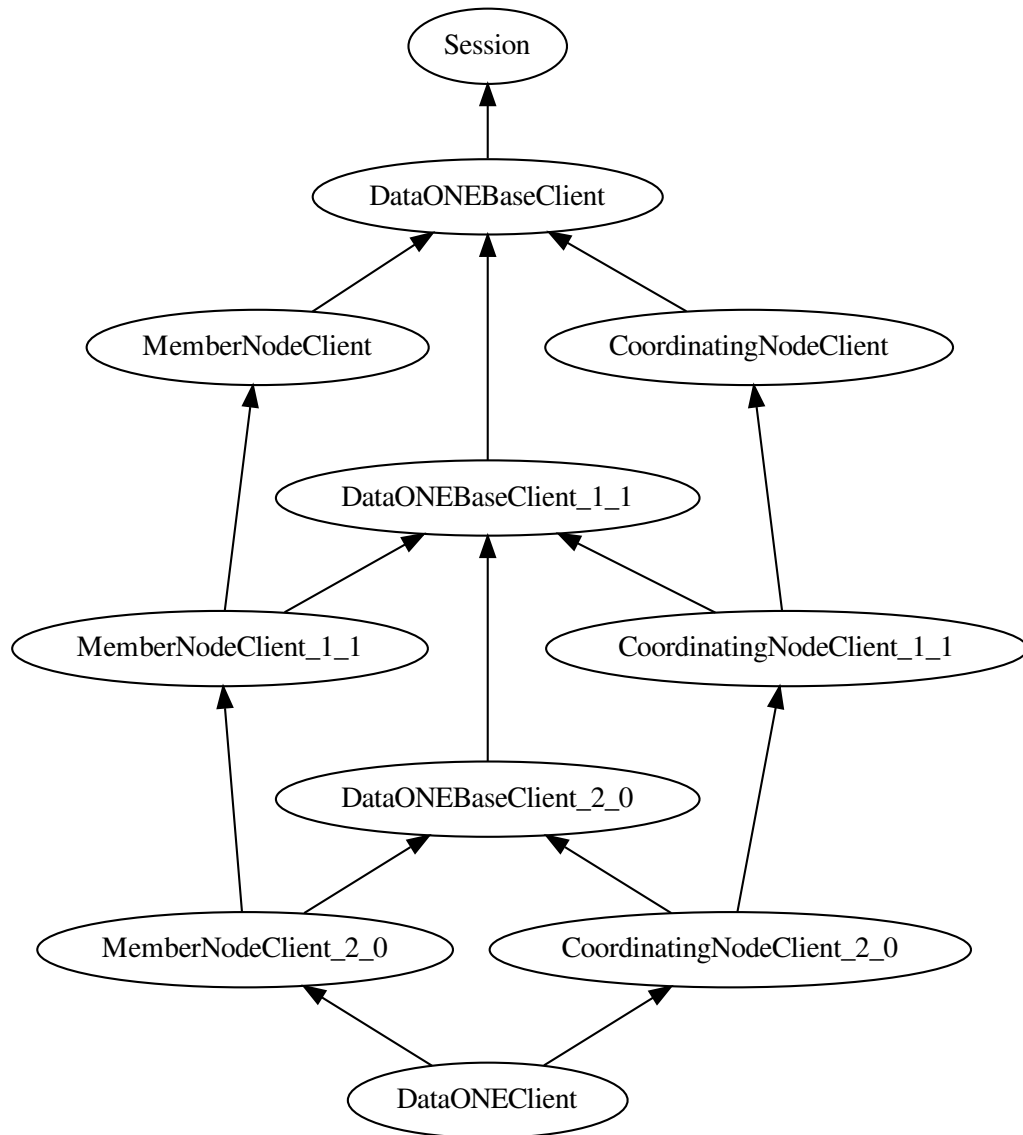 Session
DataONEBaseClient
MemberNodeClient
CoordinatingNodeClient
DataONEBaseClient_1_1
MemberNodeClient_1_1
CoordinatingNodeClient_1_1
DataONEBaseClient_2_0
MemberNodeClient_2_0
CoordinatingNodeClient_2_0
DataONEClient